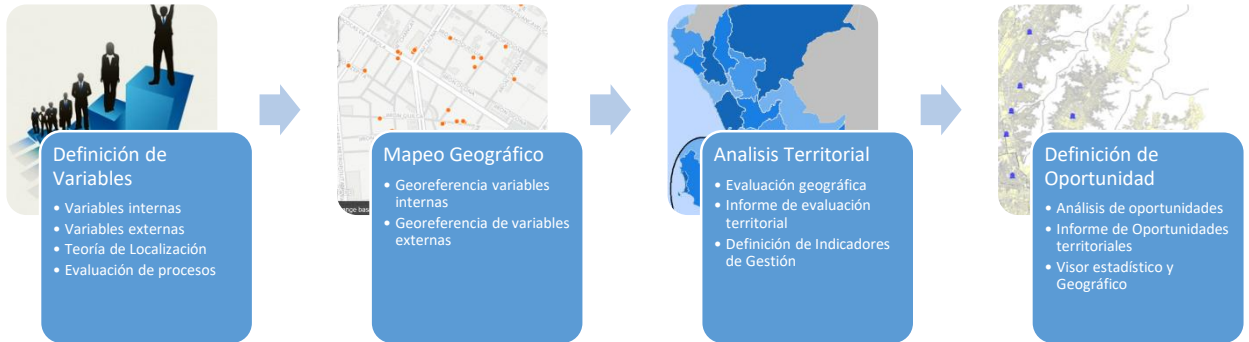 Definición de
Variables
• Variables internas
• Variables externas
• Teoría de Localización
• Evaluación de procesos
Mapeo Geográfico
• Georeferencia variables
internas
• Georeferencia de variables
externas
Analisis Territorial
• Evaluación geográfica
• Informe de evaluación
territorial
• Definición de Indicadores
de Gestión
Definición de
Oportunidad
• Análisis de oportunidades
• Informe de Oportunidades
territoriales
• Visor estadístico y
Geográfico